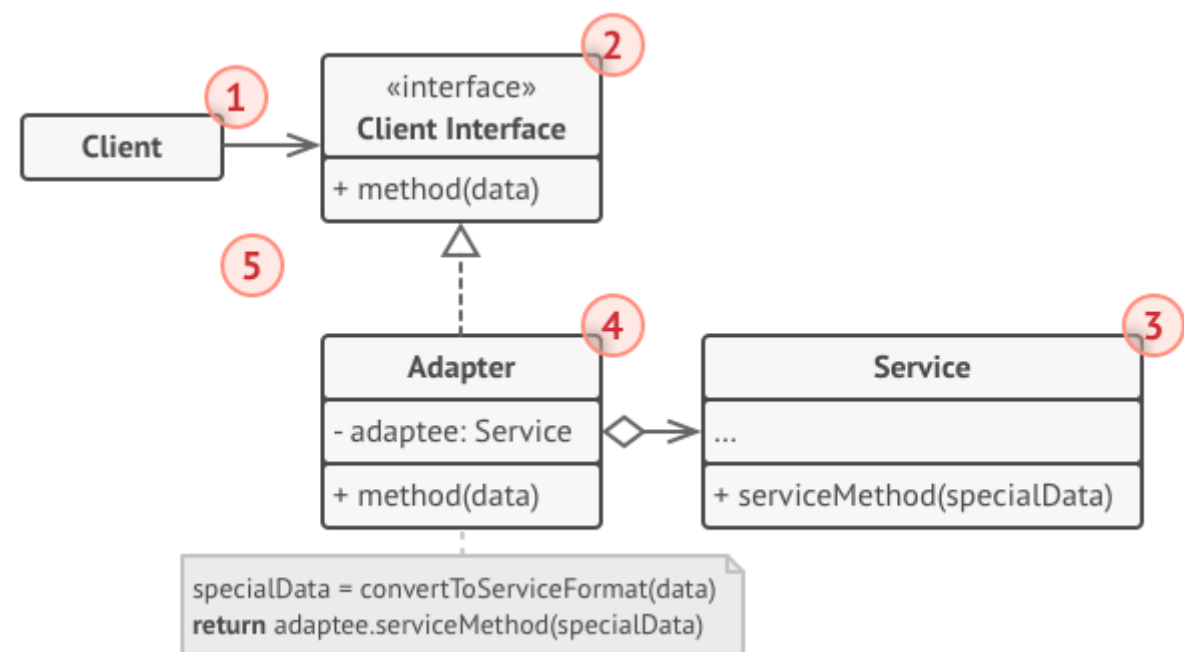 1
2
«interface»
Client Interface
Client
+ method(data)
5
4
3
Adapter
Service
- adaptee: Service
...
+ method(data)
+ serviceMethod(specialData)
specialData = convertToServiceFormat(data)
return adaptee.serviceMethod(specialData)